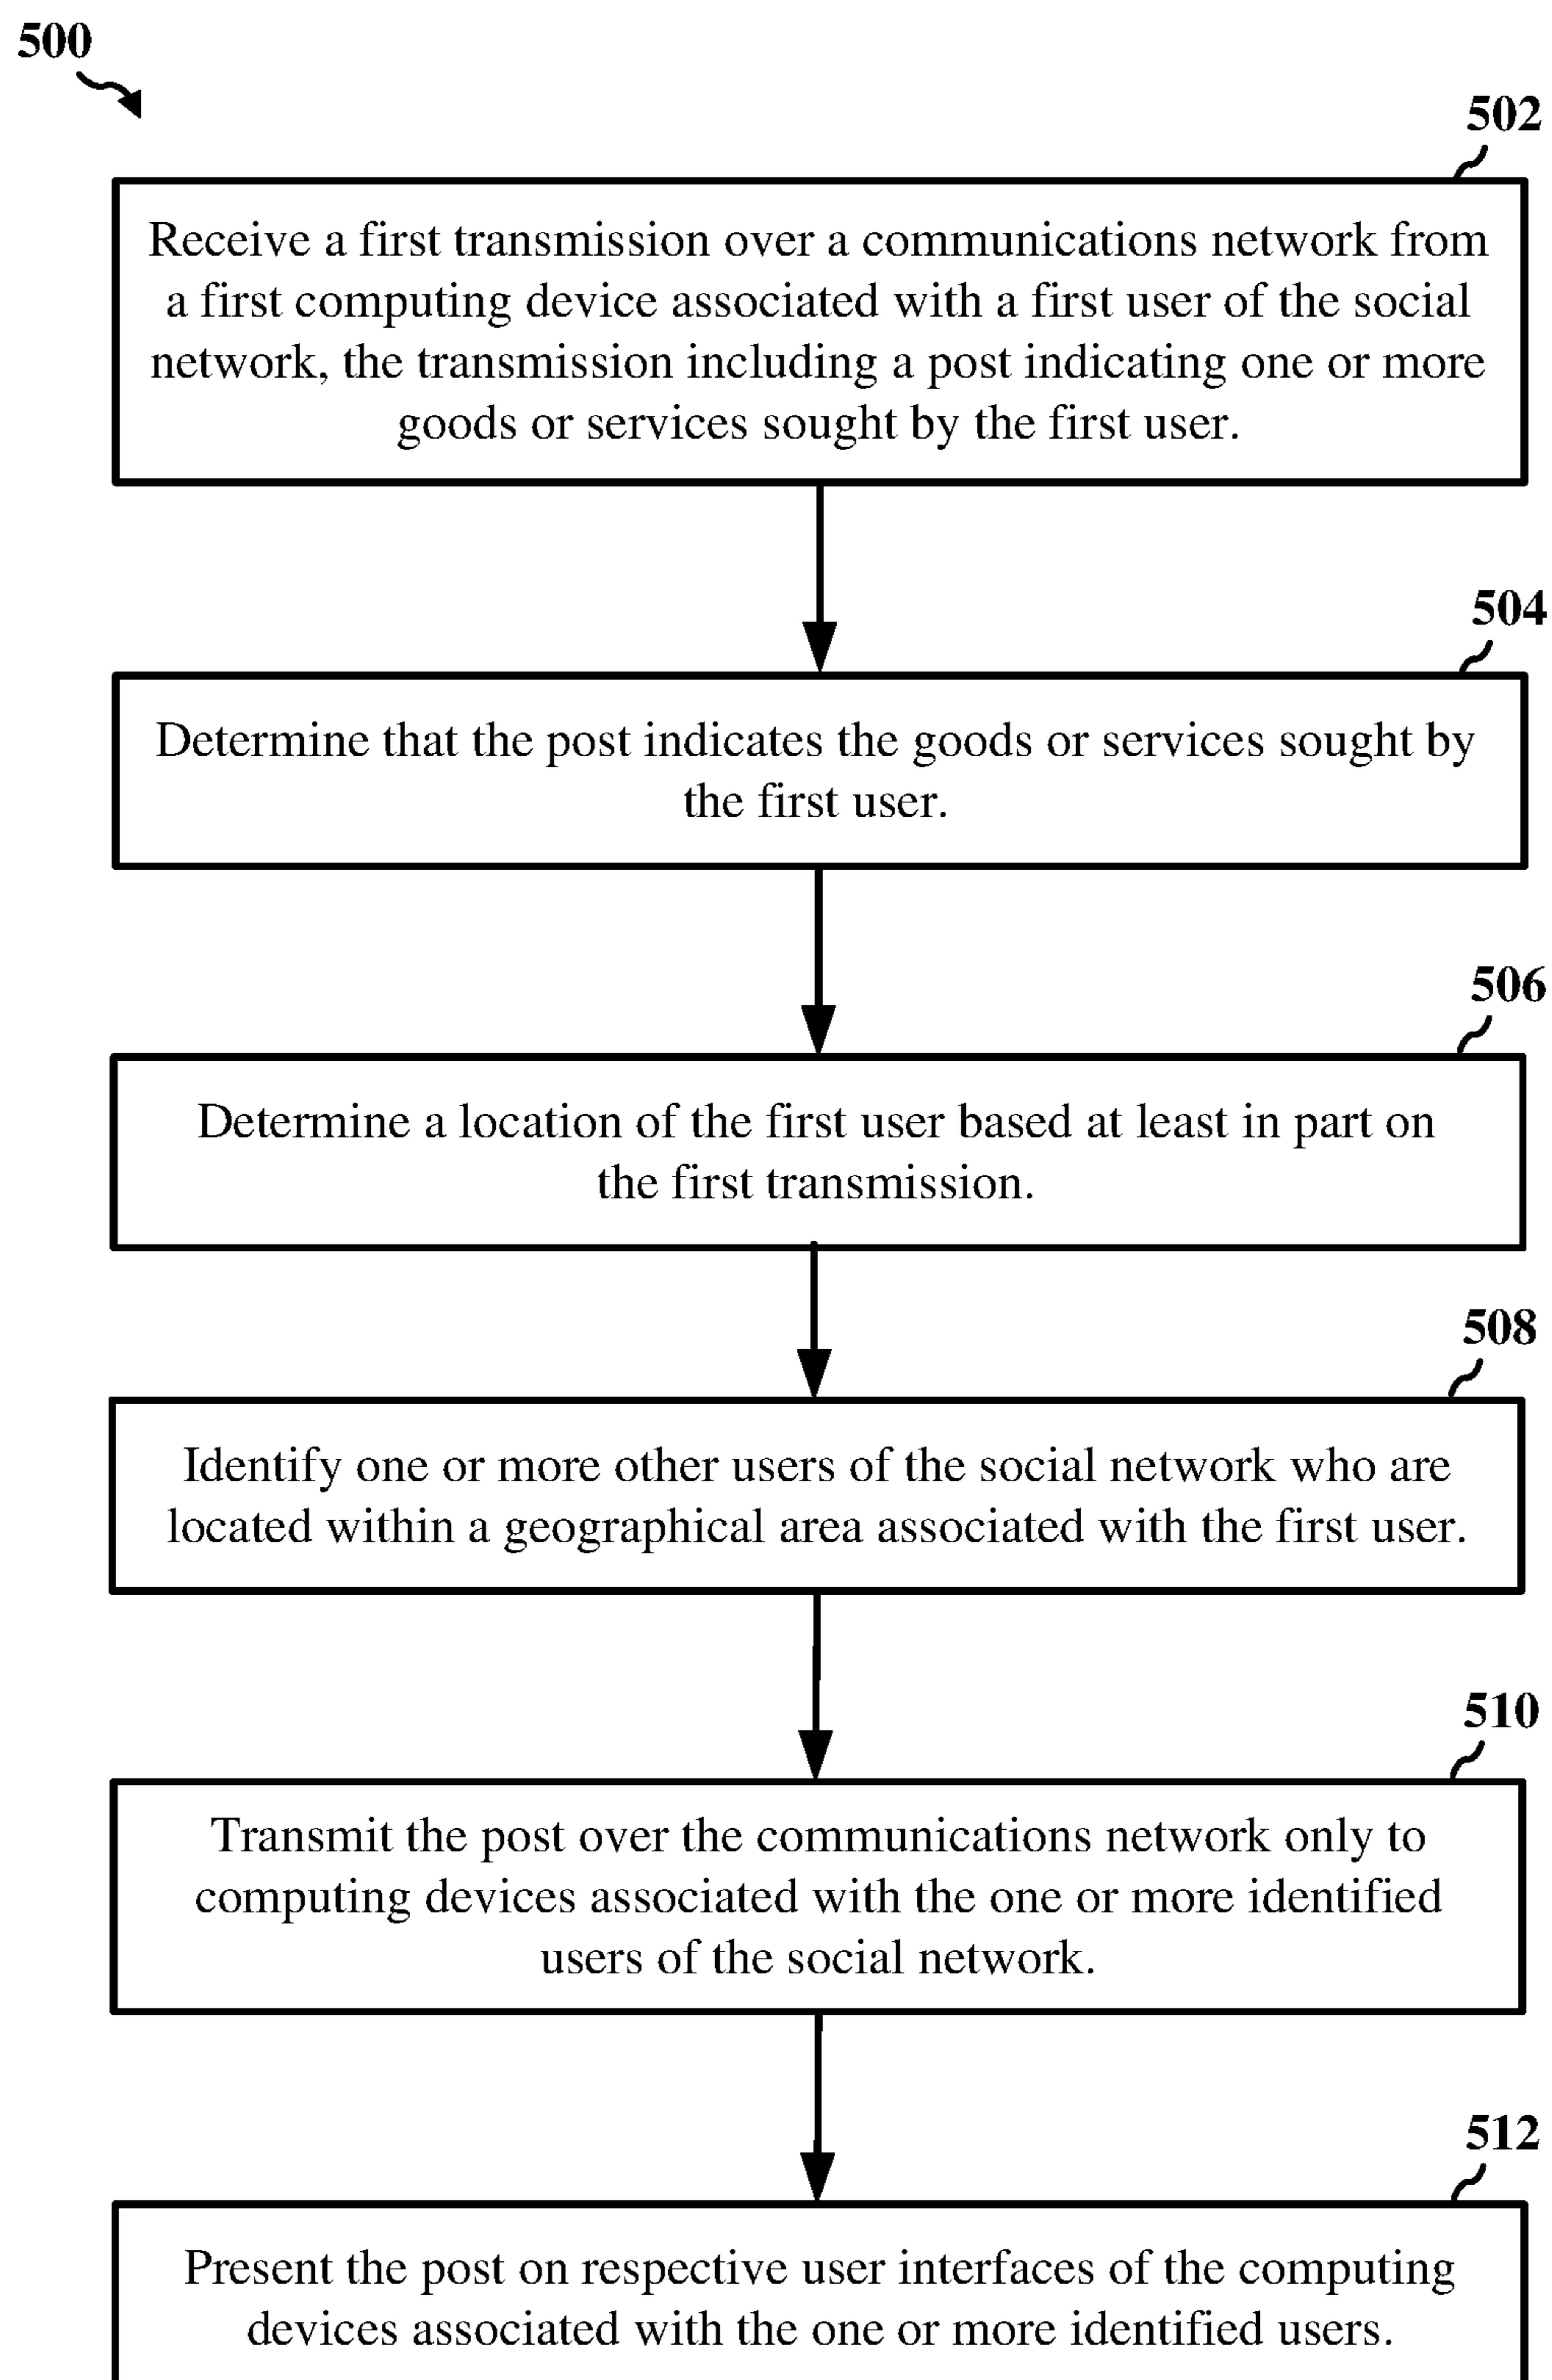 500
502
Receive a first transmission over a communications network from
a first computing device associated with a first user of the social
network, the transmission including a post indicating one or more
goods or services sought by the first user.
504
Determine that the post indicates the goods or services sought by
the first user.
506
Determine a location of the first user based at least in part on
the first transmission.
508
Identify one or more other users of the social network who are
located within a geographical area associated with the first user.
510
Transmit the post over the communications network only to
computing devices associated with the one or more identified
users of the social network.
512
Present the post on respective user interfaces of the computing
devices associated with the one or more identified users.